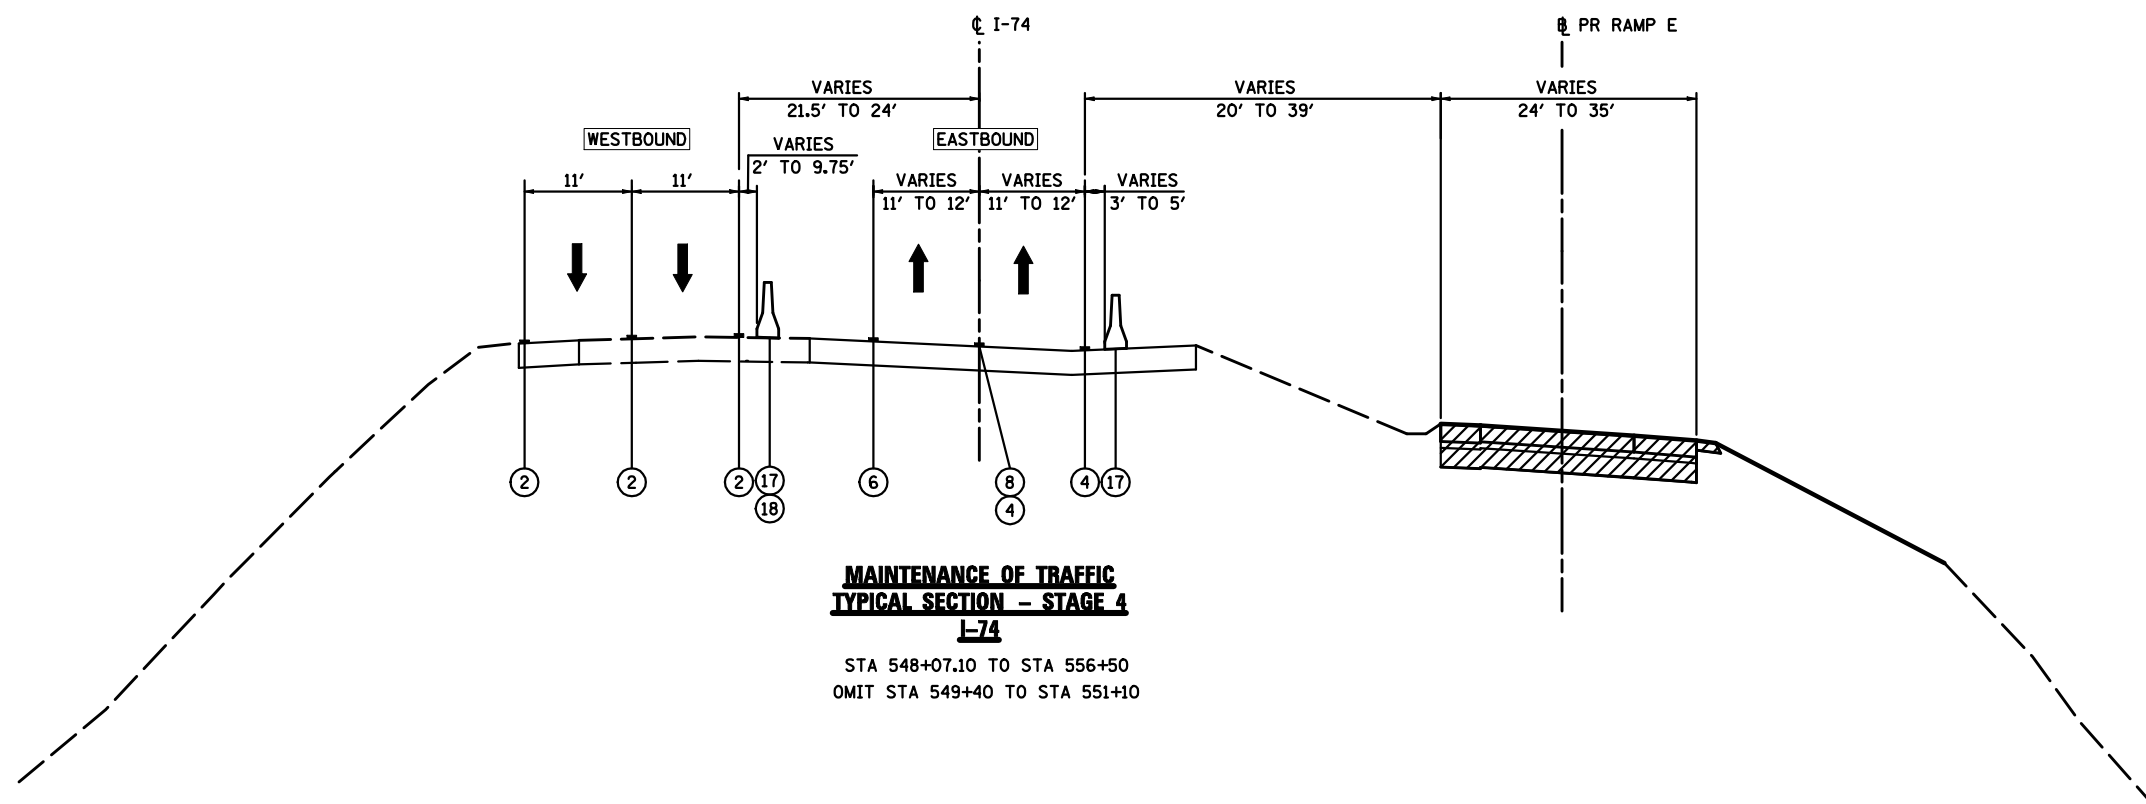 ℄ I-74
℄ PR RAMP E
VARIES
21.5' TO 24'
VARIES
20' TO 39'
VARIES
24' TO 35'
WESTBOUND
EASTBOUND
VARIES
2' TO 9.75'
11'
11'
VARIES
11' TO 12'
VARIES
11' TO 12'
VARIES
3' TO 5'
2
2
2
17
18
6
8
4
4
17
MAINTENANCE OF TRAFFIC
TYPICAL SECTION - STAGE 4
I-74
STA 548+07.10 TO STA 556+50
OMIT STA 549+40 TO STA 551+10